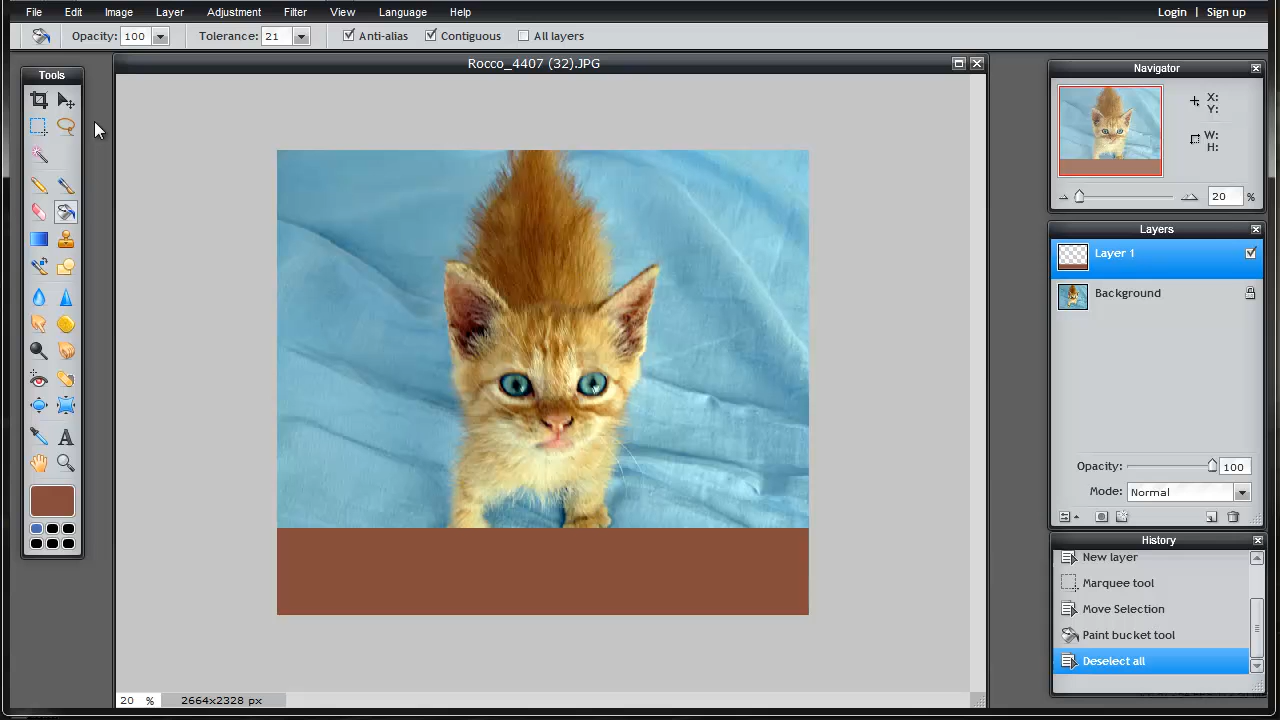 File Edit Image Layer Adjustment Filter View Language Help Login | Sign up
Opacity: 100 Tolerance: 21 Anti-alias Contiguous All layers
Tools
Rocco_4407 (32).JPG
Navigator
X:
Y:
W:
H:
20 %
Layers
Layer 1
Background
Opacity: 100
Mode: Normal
History
New layer
Marquee tool
Move Selection
Paint bucket tool
Deselect all
20 % 2664x2328 px